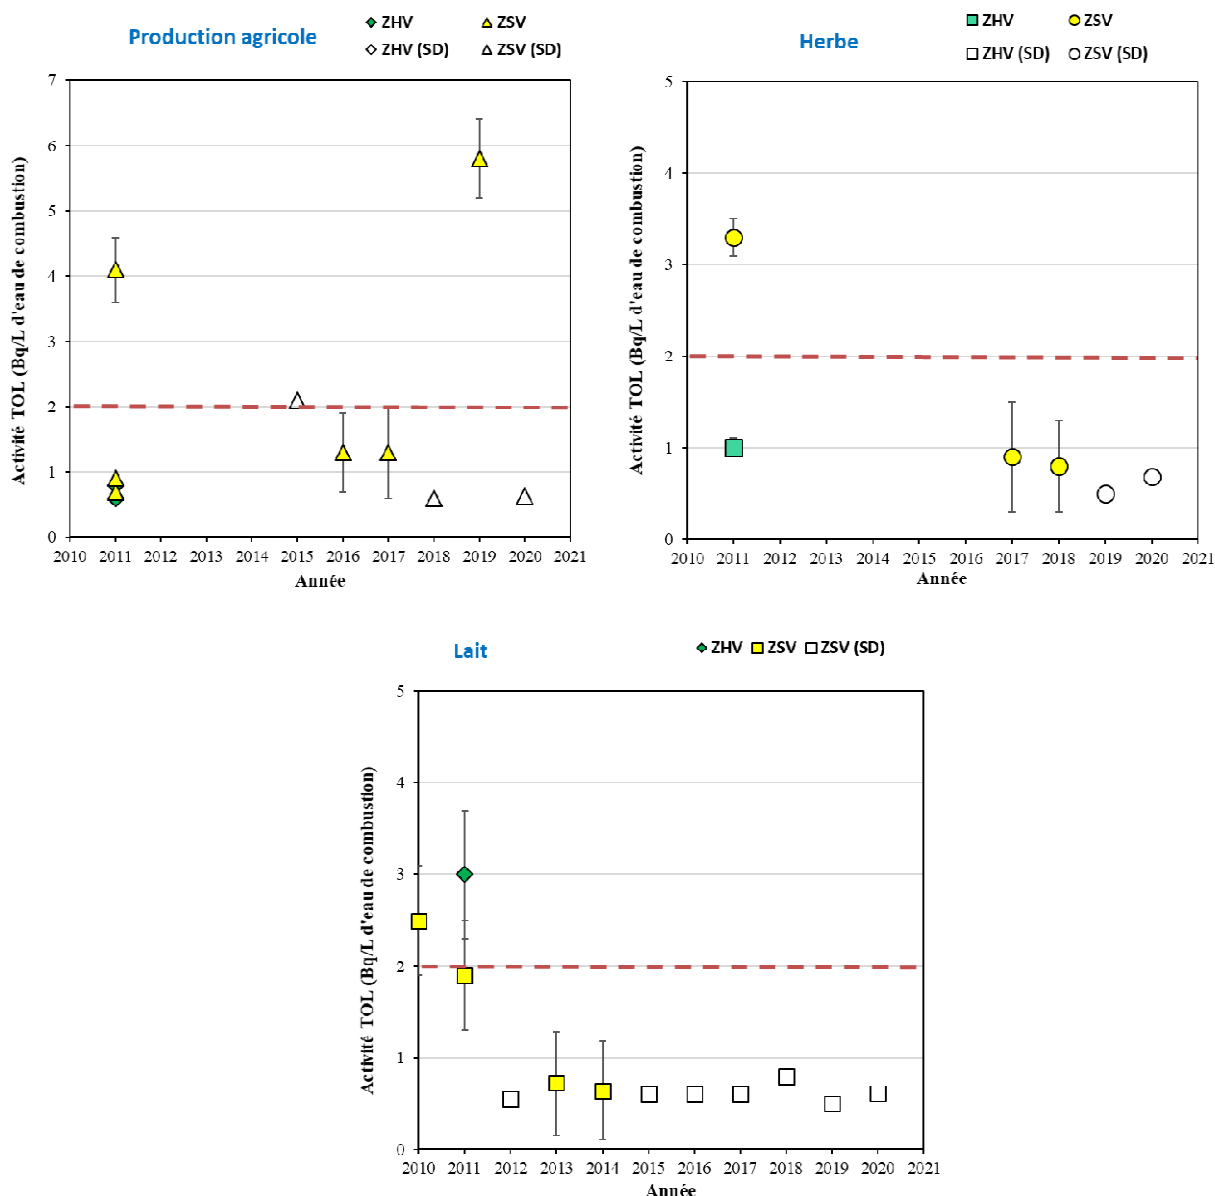 Production agricole
ZHV ZSV
ZHV (SD) ZSV (SD)
Activité TOL (Bq/L d'eau de combustion)
7
6
5
4
3
2
1
0
2010 2011 2012 2013 2014 2015 2016 2017 2018 2019 2020 2021
Année
Herbe
ZHV ZSV
ZHV (SD) ZSV (SD)
Activité TOL (Bq/L d'eau de combustion)
5
4
3
2
1
0
2010 2011 2012 2013 2014 2015 2016 2017 2018 2019 2020 2021
Année
Lait
ZHV ZSV ZSV (SD)
Activité TOL (Bq/L d'eau de combustion)
5
4
3
2
1
0
2010 2011 2012 2013 2014 2015 2016 2017 2018 2019 2020 2021
Année